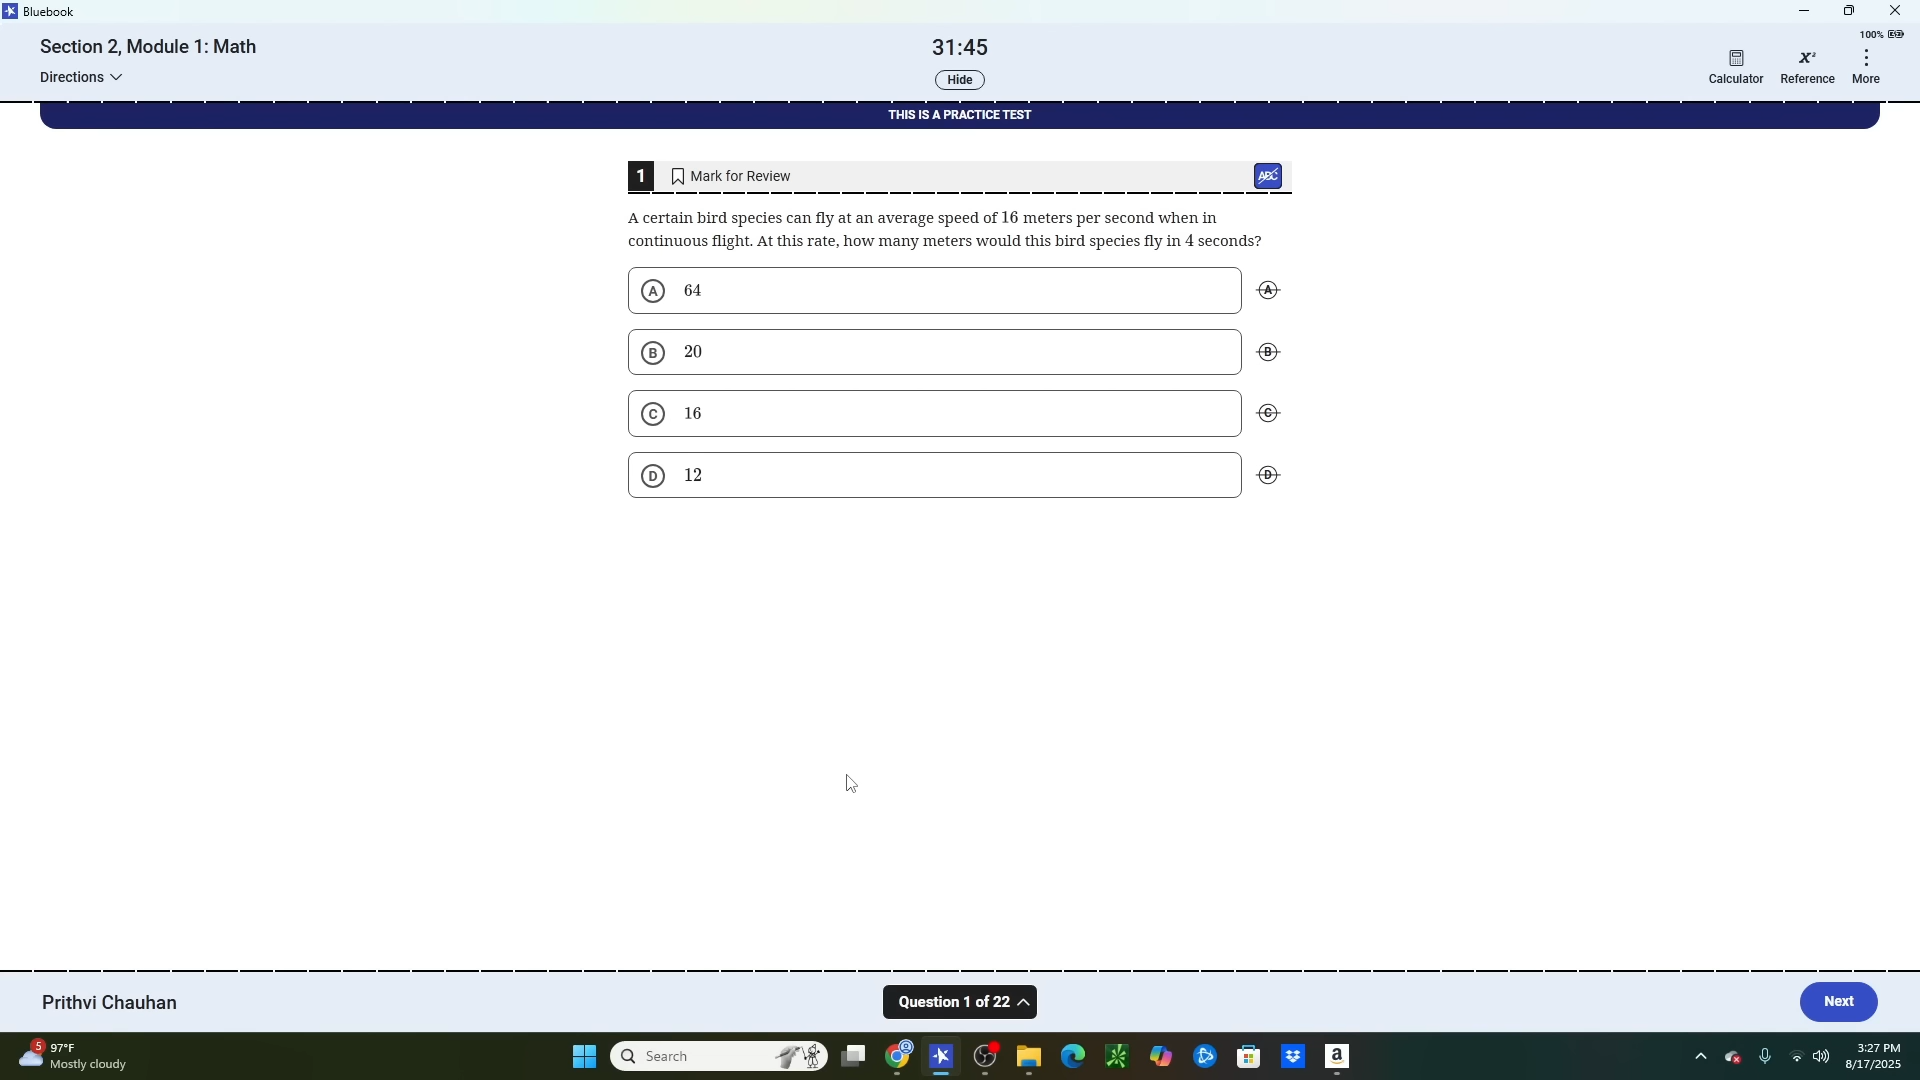 Bluebook
Section 2, Module 1: Math
31:45
100%
Directions
Hide
Calculator
x²
Reference
More
THIS IS A PRACTICE TEST
1
Mark for Review
ABC
A certain bird species can fly at an average speed of 16 meters per second when in
continuous flight. At this rate, how many meters would this bird species fly in 4 seconds?
A 64
A
B 20
B
C 16
C
D 12
D
Prithvi Chauhan
Question 1 of 22
Next
5
97°F
Mostly cloudy
Search
a
3:27 PM
8/17/2025